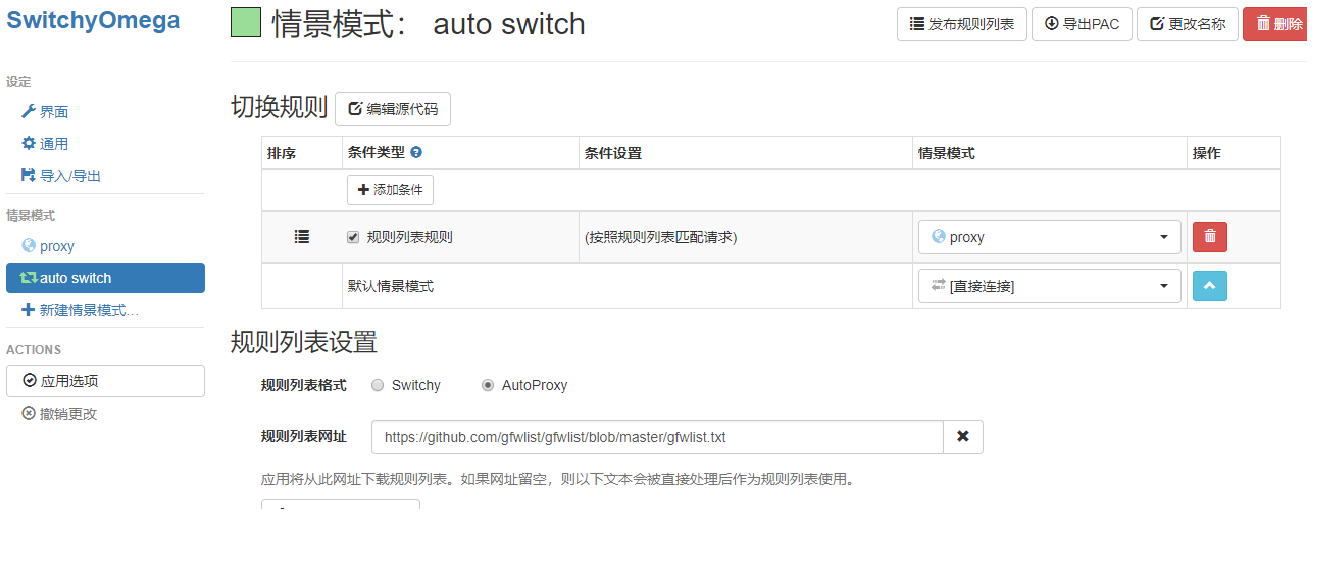 SwitchyOmega
设定
界面
通用
导入/导出
情景模式
proxy
auto switch
新建情景模式...
ACTIONS
应用选项
撤销更改
情景模式: auto switch
发布规则列表 导出PAC 更改名称 删除
切换规则 编辑源代码
排序 条件类型 条件设置 情景模式 操作
添加条件
规则列表规则 (按照规则列表匹配请求) proxy
默认情景模式 [直接连接]
规则列表设置
规则列表格式 Switchy AutoProxy
规则列表网址 https://github.com/gfwlist/gfwlist/blob/master/gfwlist.txt
应用将从此网址下载规则列表。如果网址留空，则以下文本会被直接处理后作为规则列表使用。